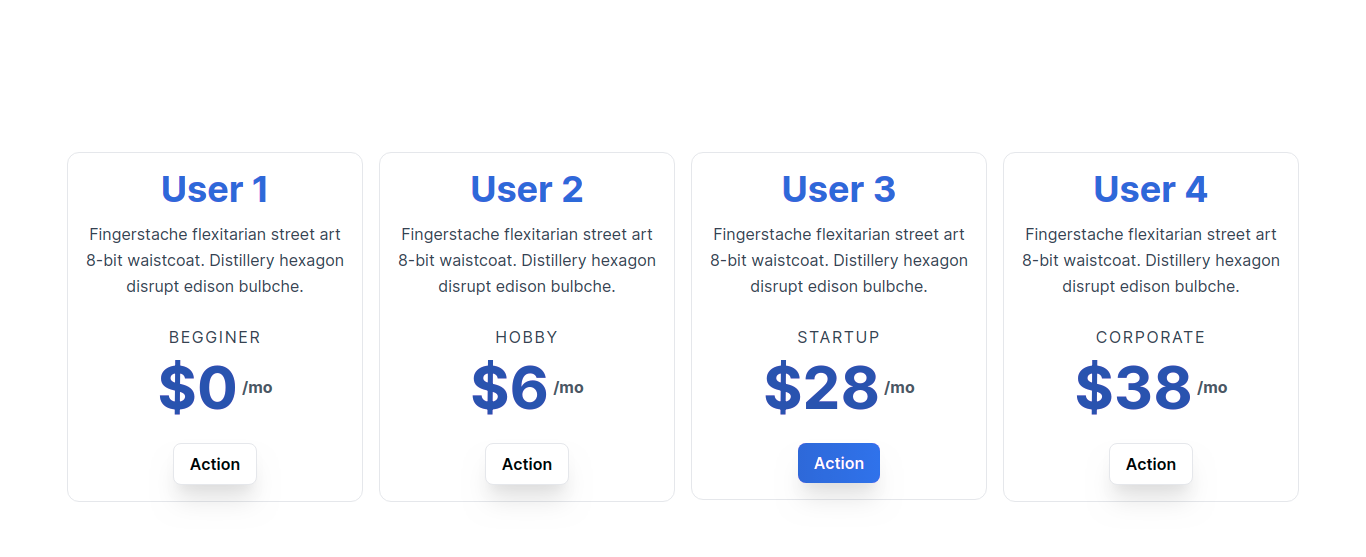 User 1
Fingerstache flexitarian street art
8-bit waistcoat. Distillery hexagon
disrupt edison bulbche.
BEGGINER
$0 /mo
Action
User 2
Fingerstache flexitarian street art
8-bit waistcoat. Distillery hexagon
disrupt edison bulbche.
HOBBY
$6 /mo
Action
User 3
Fingerstache flexitarian street art
8-bit waistcoat. Distillery hexagon
disrupt edison bulbche.
STARTUP
$28 /mo
Action
User 4
Fingerstache flexitarian street art
8-bit waistcoat. Distillery hexagon
disrupt edison bulbche.
CORPORATE
$38 /mo
Action